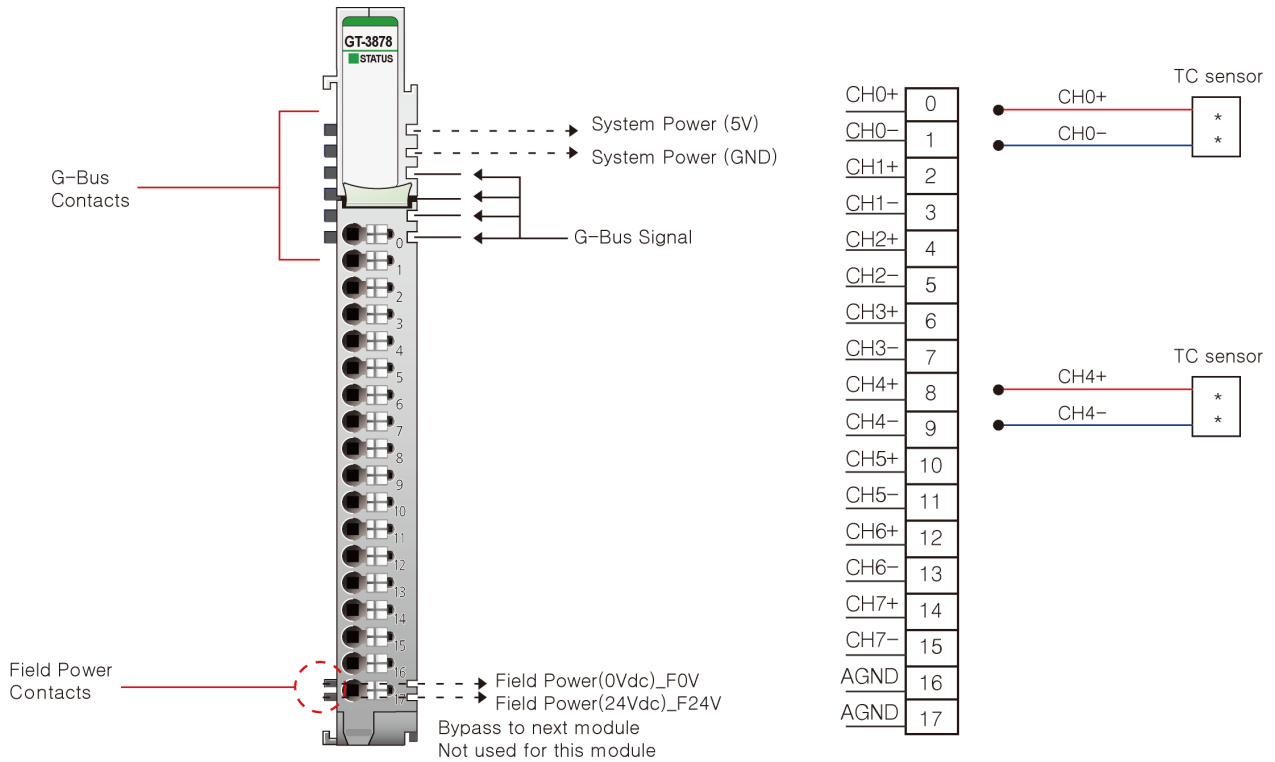 GT-3878
STATUS
System Power (5V)
System Power (GND)
G-Bus
Contacts
G-Bus Signal
0
1
2
3
4
5
6
7
8
9
10
11
12
13
14
15
16
17
Field Power
Contacts
Field Power(0Vdc)_F0V
Field Power(24Vdc)_F24V
Bypass to next module
Not used for this module
CH0+ 0
CH0- 1
CH1+ 2
CH1- 3
CH2+ 4
CH2- 5
CH3+ 6
CH3- 7
CH4+ 8
CH4- 9
CH5+ 10
CH5- 11
CH6+ 12
CH6- 13
CH7+ 14
CH7- 15
AGND 16
AGND 17
TC sensor
CH0+ *
CH0- *
TC sensor
CH4+ *
CH4- *